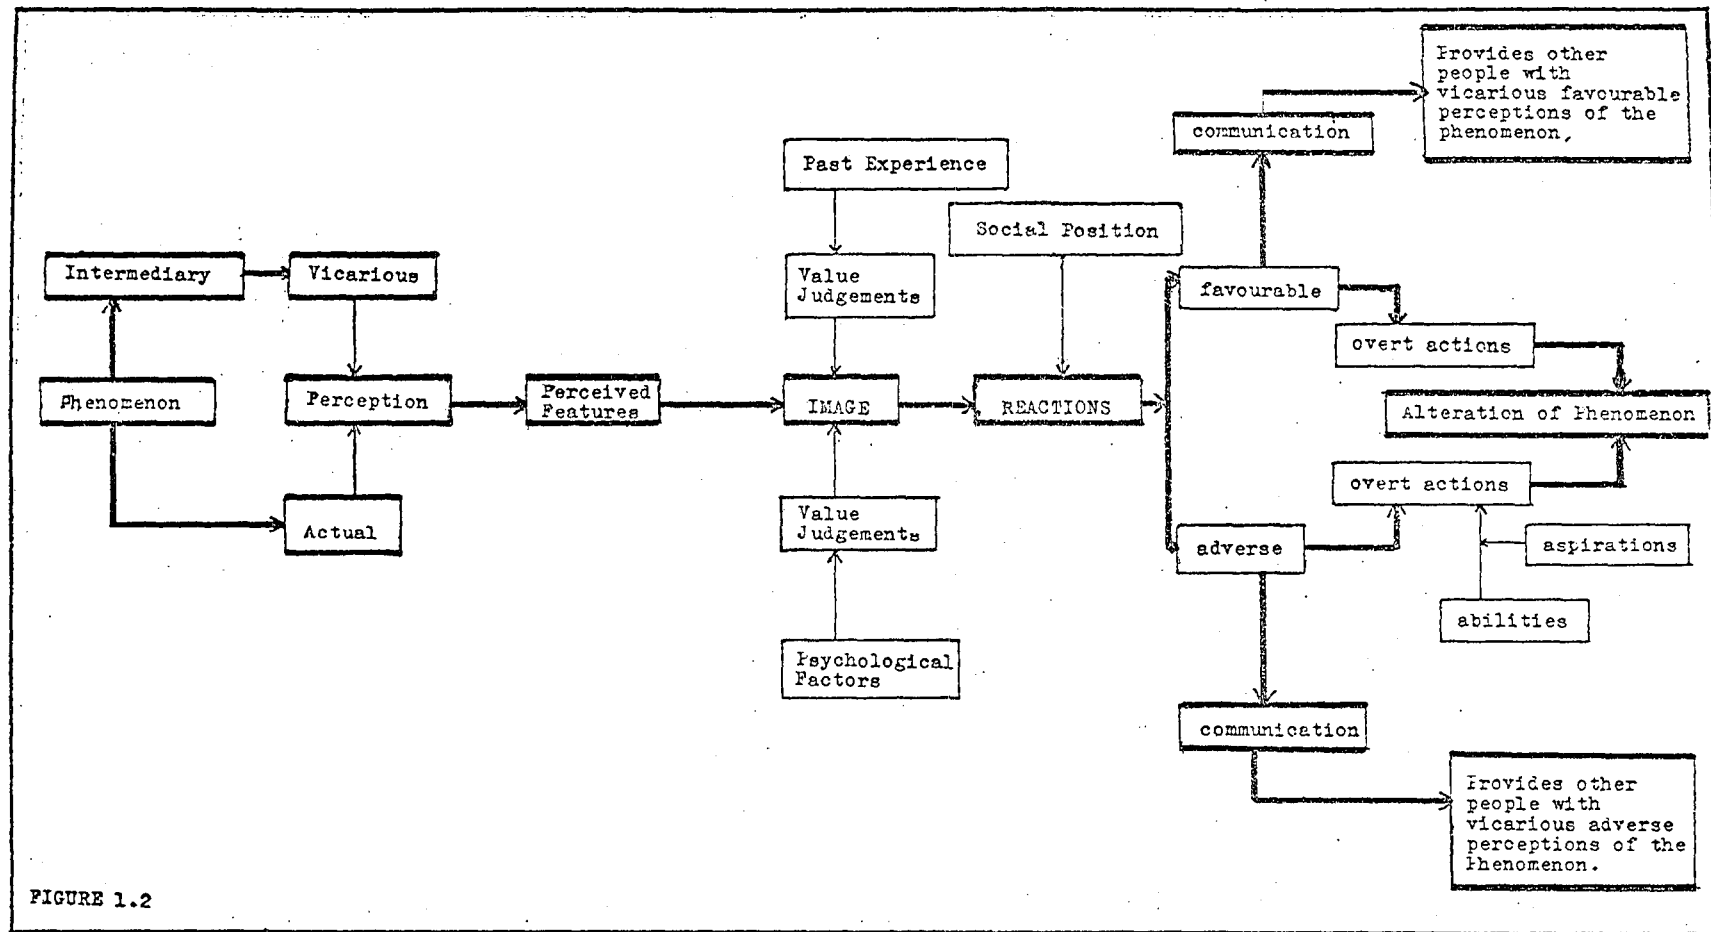 Provides other
people with
vicarious favourable
perceptions of the
phenomenon,
communication
Past Experience
Social Position
Intermediary
Vicarious
Value
Judgements
favourable
overt actions
Phenomenon
Perception
Perceived
Features
IMAGE
REACTIONS
Alteration of Phenomenon
overt actions
Actual
Value
Judgements
adverse
aspirations
abilities
Psychological
Factors
communication
Provides other
people with
vicarious adverse
perceptions of the
Phenomenon.
FIGURE 1.2